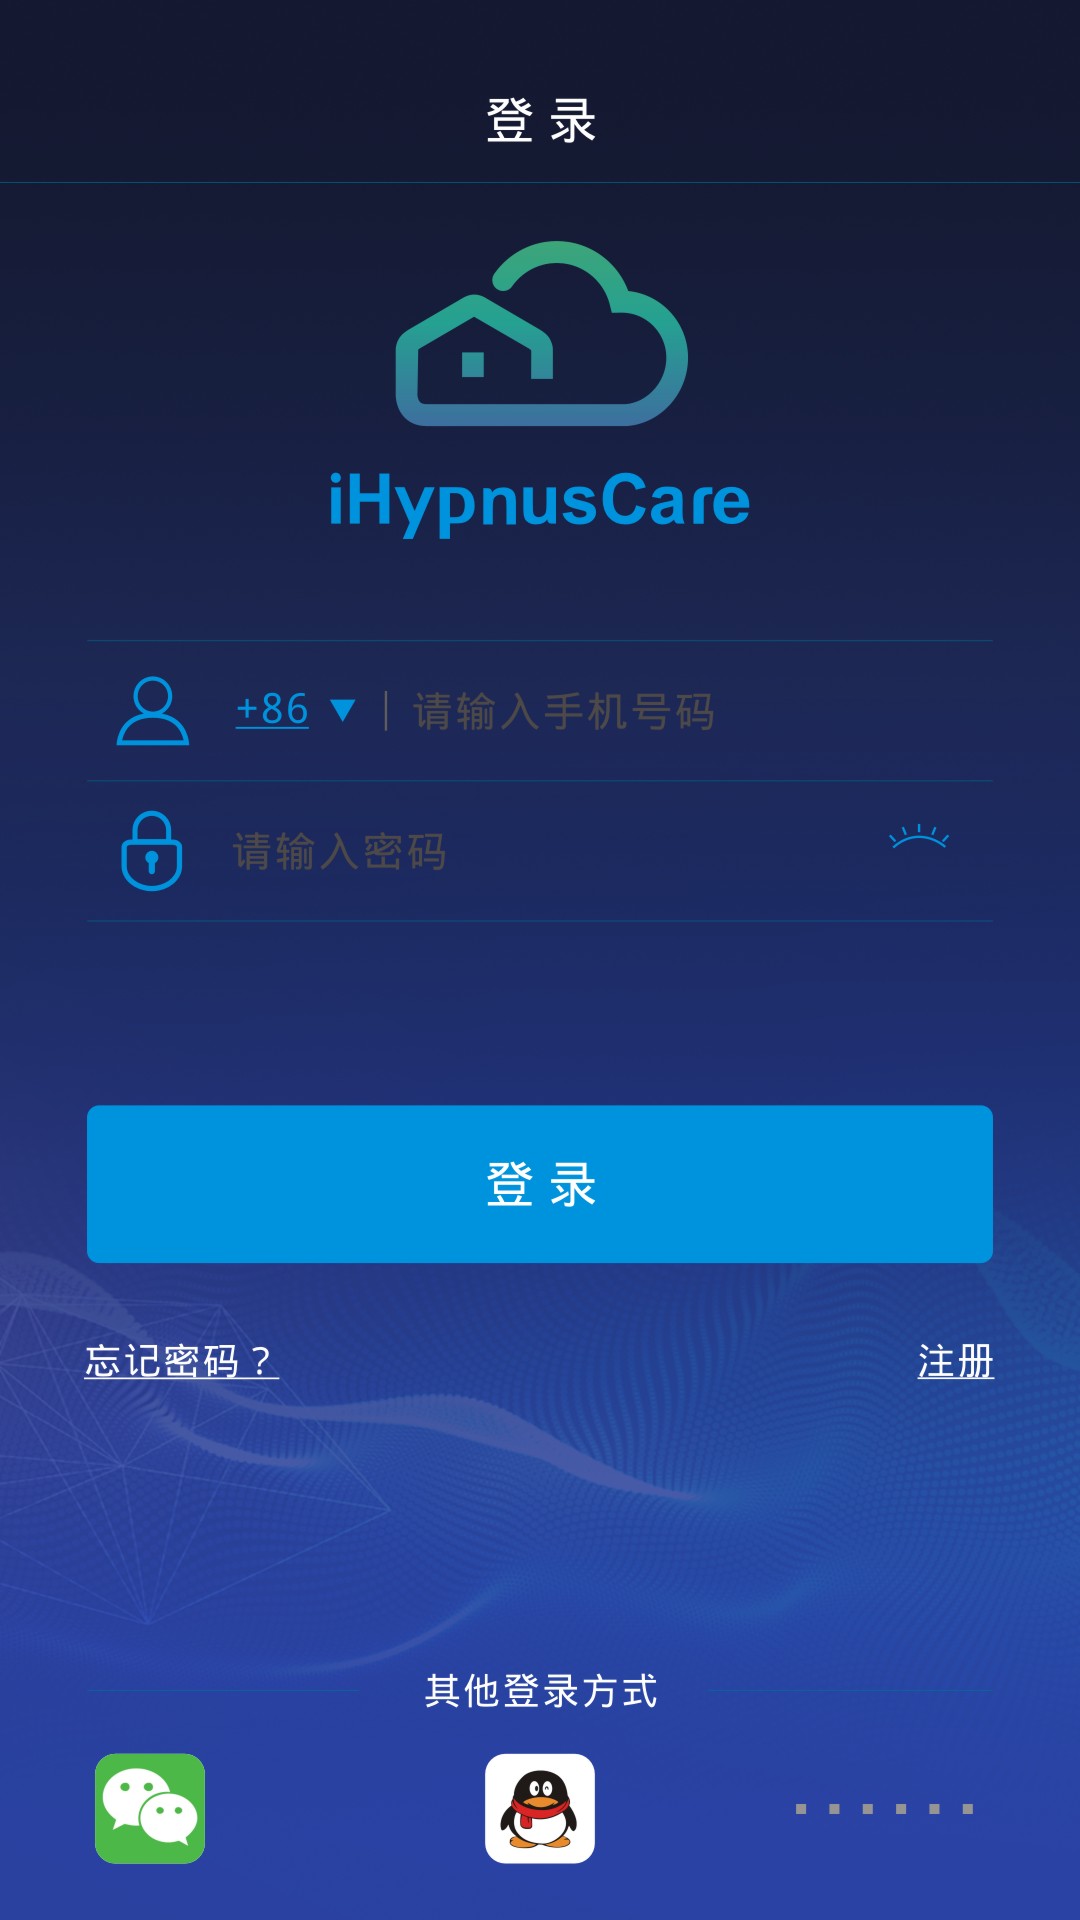 登录
iHypnusCare
+86 ▼ | 请输入手机号码
请输入密码
登录
忘记密码？ 注册
其他登录方式